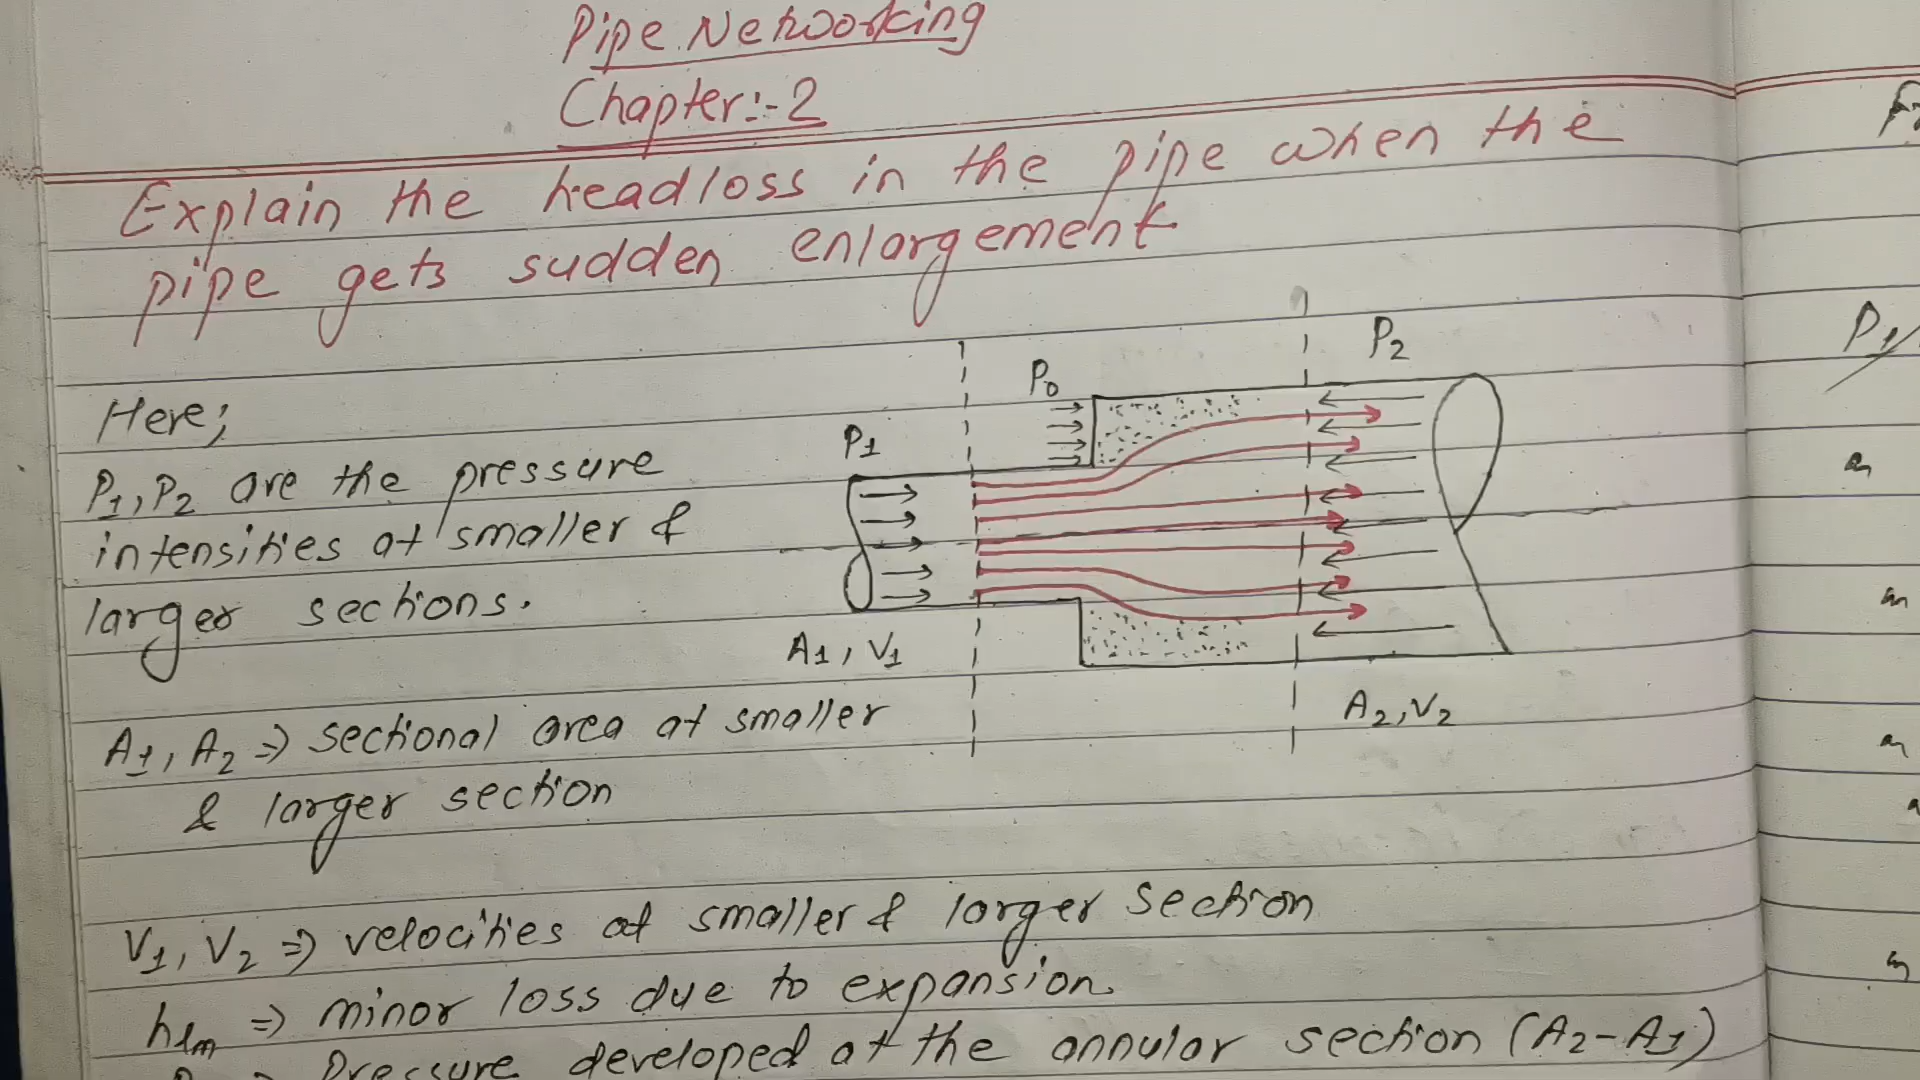 Pipe Networking
Chapter:-2
Explain the headloss in the pipe when the
pipe gets sudden enlargement
Here;
P1, P2 are the pressure
intensities at smaller &
larger sections.
P1
P0
P2
A1, V1
A2, V2
A1, A2 => sectional area at smaller
& larger section
V1, V2 => velocities at smaller & larger section
hLm => minor loss due to expansion.
Pressure developed at the annular section (A2-A1)
P1